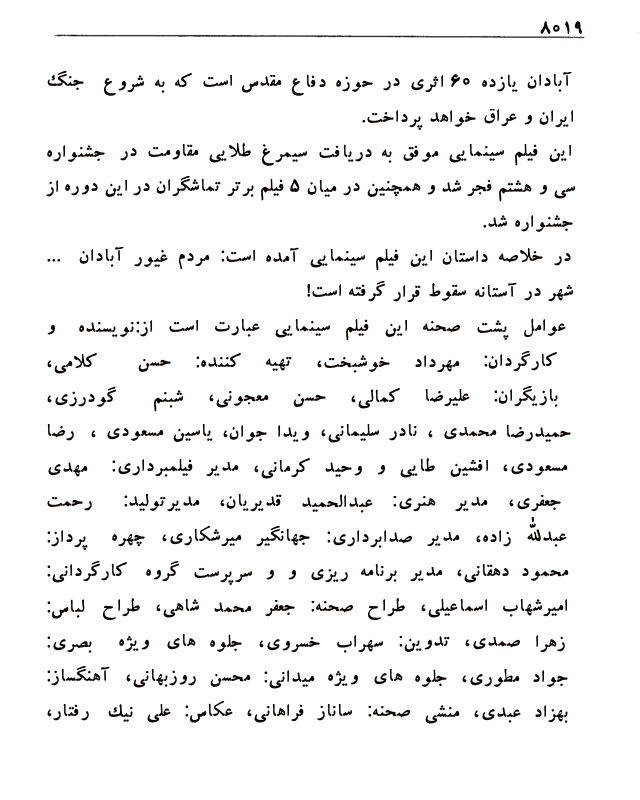 ۸۰۱۹
آبادان یازده ۶۰ اثری در حوزه دفاع مقدس است که به شروع جنگ
ایران و عراق خواهد پرداخت.
این فیلم سینمایی موفق به دریافت سیمرغ طلایی مقاومت در جشنواره
سی و هشتم فجر شد و همچنین در میان ۵ فیلم برتر تماشگران در این دوره از
جشنواره شد.
در خلاصه داستان این فیلم سینمایی آمده است: مردم غیور آبادان ...
شهر در آستانه سقوط قرار گرفته است!
عوامل پشت صحنه این فیلم سینمایی عبارت است از:نویسنده و
کارگردان: مهرداد خوشبخت، تهیه کننده: حسن کلامی،
بازیگران: علیرضا کمالی، حسن معجونی، شبنم گودرزی،
حمیدرضا محمدی ، نادر سلیمانی، ویدا جوان، یاسین مسعودی ، رضا
مسعودی، افشین طایی و وحید کرمانی، مدیر فیلمبرداری: مهدی
جعفری، مدیر هنری: عبدالحمید قدیریان، مدیرتولید: رحمت
عبدالله زاده، مدیر صدابرداری: جهانگیر میرشکاری، چهره پرداز:
محمود دهقانی، مدیر برنامه ریزی و و سرپرست گروه کارگردانی:
امیرشهاب اسماعیلی، طراح صحنه: جعفر محمد شاهی، طراح لباس:
زهرا صمدی، تدوین: سهراب خسروی، جلوه های ویژه بصری:
جواد مطوری، جلوه های ویژه میدانی: محسن روزبهانی، آهنگساز:
بهزاد عبدی، منشی صحنه: ساناز فراهانی، عکاس: علی نیك رفتار،